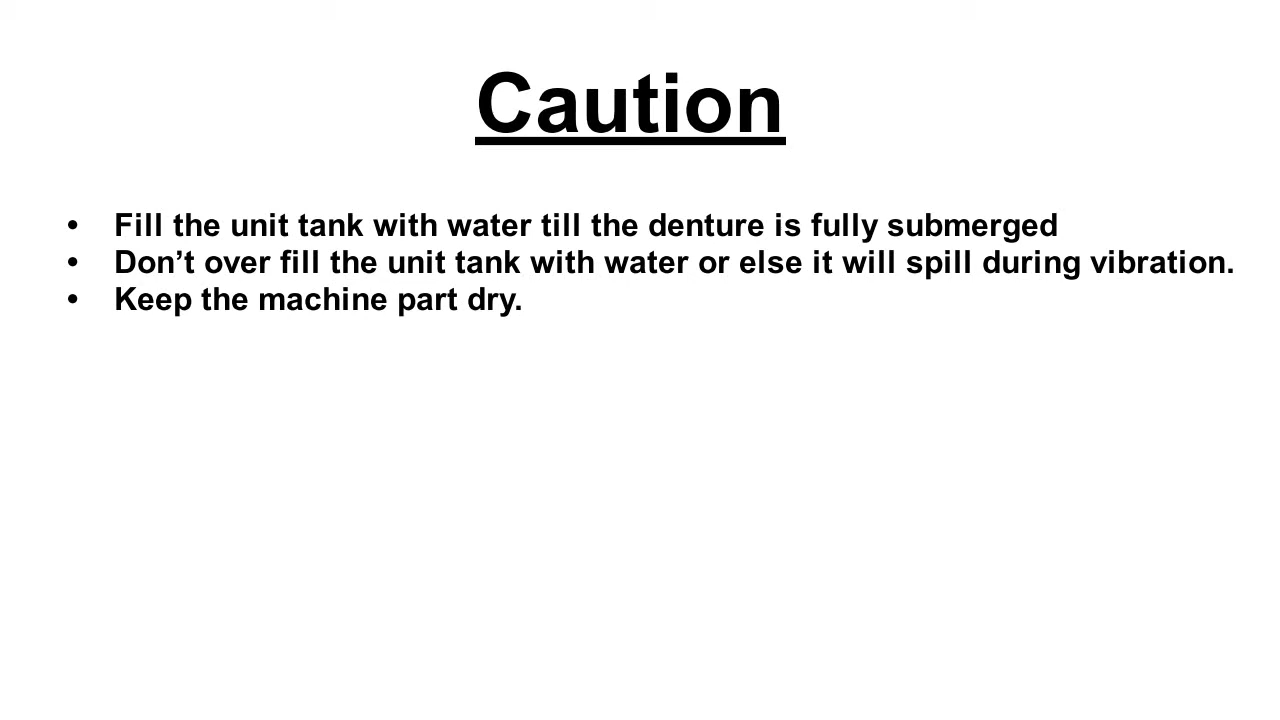 Caution
• Fill the unit tank with water till the denture is fully submerged
• Don’t over fill the unit tank with water or else it will spill during vibration.
• Keep the machine part dry.